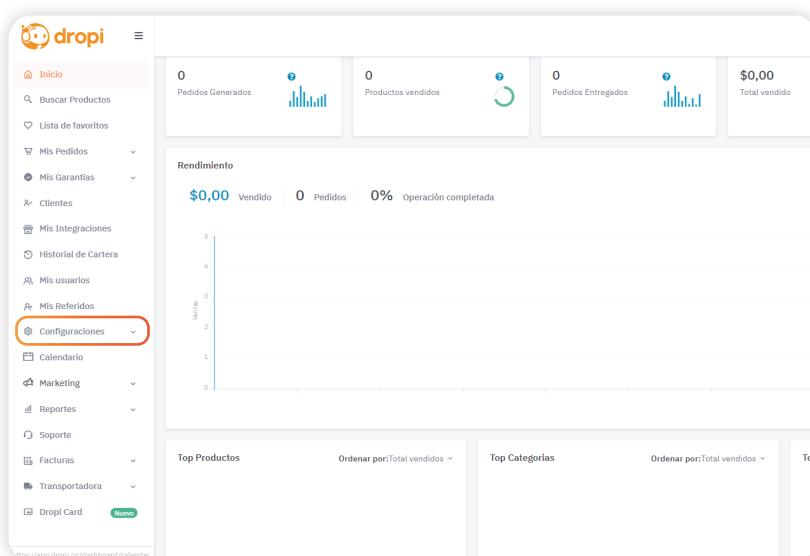 dropi
Inicio
Buscar Productos
Lista de favoritos
Mis Pedidos
Mis Garantias
Clientes
Mis Integraciones
Historial de Cartera
Mis usuarios
Mis Referidos
Configuraciones
Calendario
Marketing
Reportes
Soporte
Facturas
Transportadora
Dropi Card Nuevo
0
Pedidos Generados
0
Productos vendidos
0
Pedidos Entregados
$0,00
Total vendido
Rendimiento
$0,00 Vendido 0 Pedidos 0% Operaciòn completada
5
4
3
2
1
0
Ventas
Top Productos Ordenar por:Total vendidos
Top Categorias Ordenar por:Total vendidos
To